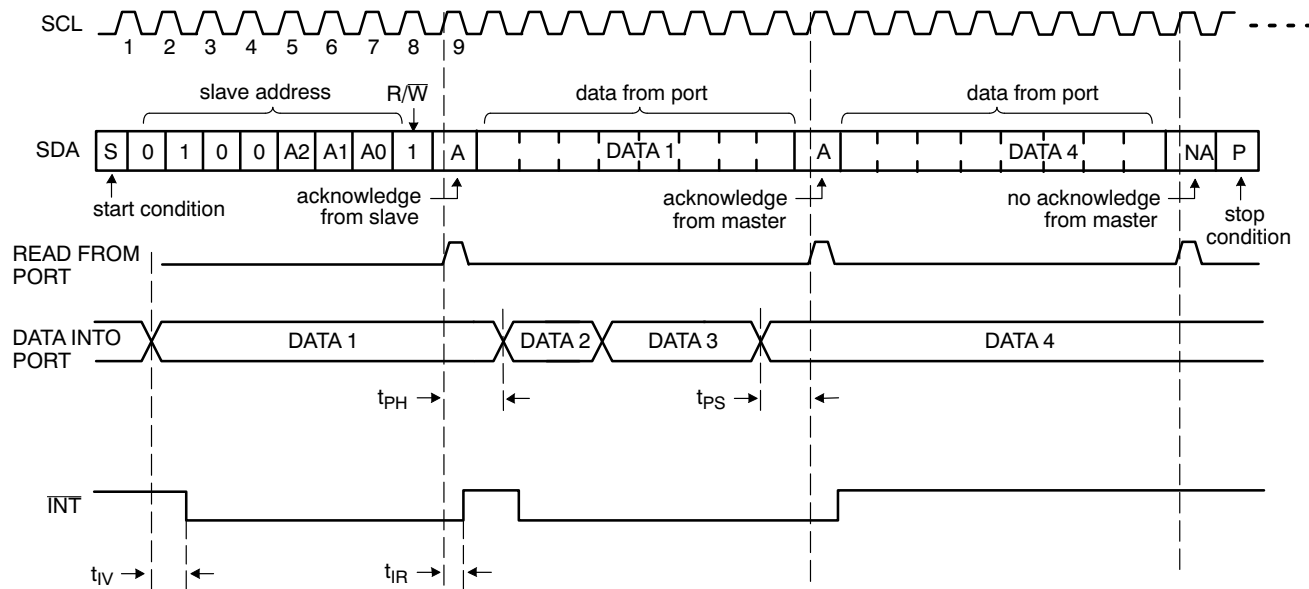 SCL
1 2 3 4 5 6 7 8 9
slave address R/W̅ data from port data from port
SDA S 0 1 0 0 A2 A1 A0 1 A DATA 1 A DATA 4 NA P
start condition
acknowledge
from slave
acknowledge
from master
no acknowledge
from master
stop
condition
READ FROM
PORT
DATA INTO
PORT
DATA 1 DATA 2 DATA 3 DATA 4
tPH tPS
I̅N̅T̅
tIV tIR